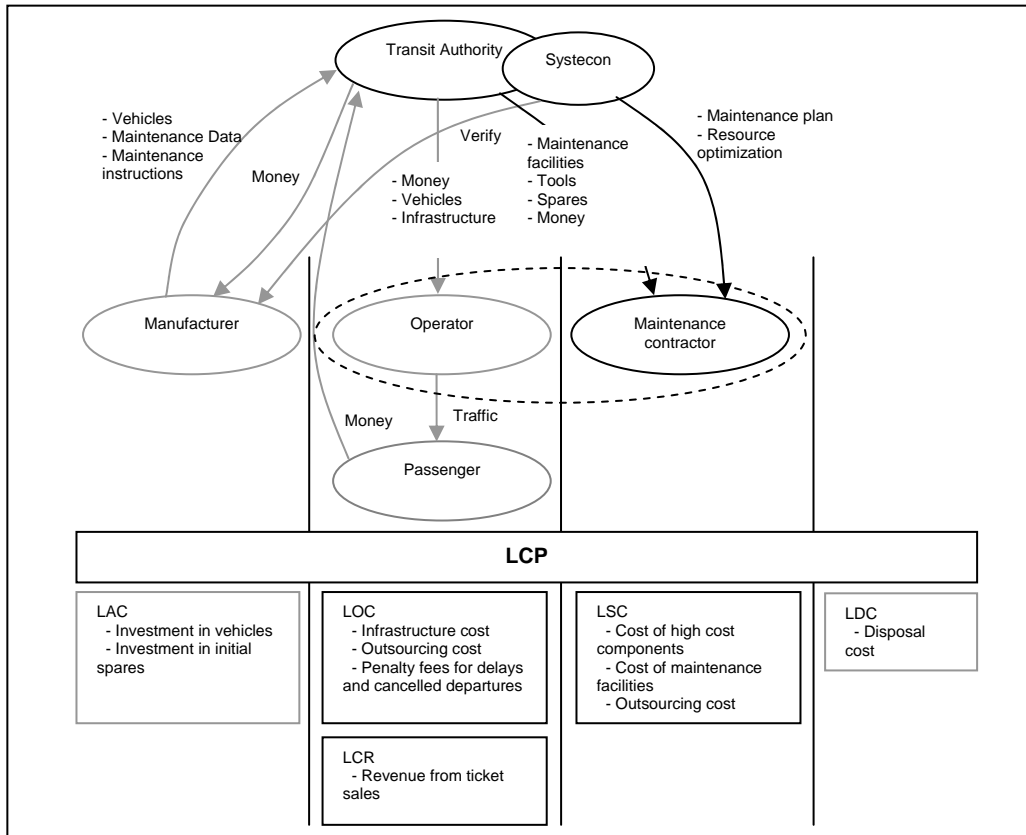 Transit Authority
Systecon
- Vehicles
- Maintenance Data
- Maintenance
instructions
Money
Verify
- Money
- Vehicles
- Infrastructure
- Maintenance
facilities
- Tools
- Spares
- Money
- Maintenance plan
- Resource
optimization
Manufacturer
Operator
Maintenance
contractor
Money
Traffic
Passenger
LCP
LAC
- Investment in vehicles
- Investment in initial
spares
LOC
- Infrastructure cost
- Outsourcing cost
- Penalty fees for delays
and cancelled departures
LSC
- Cost of high cost
components
- Cost of maintenance
facilities
- Outsourcing cost
LDC
- Disposal
cost
LCR
- Revenue from ticket
sales